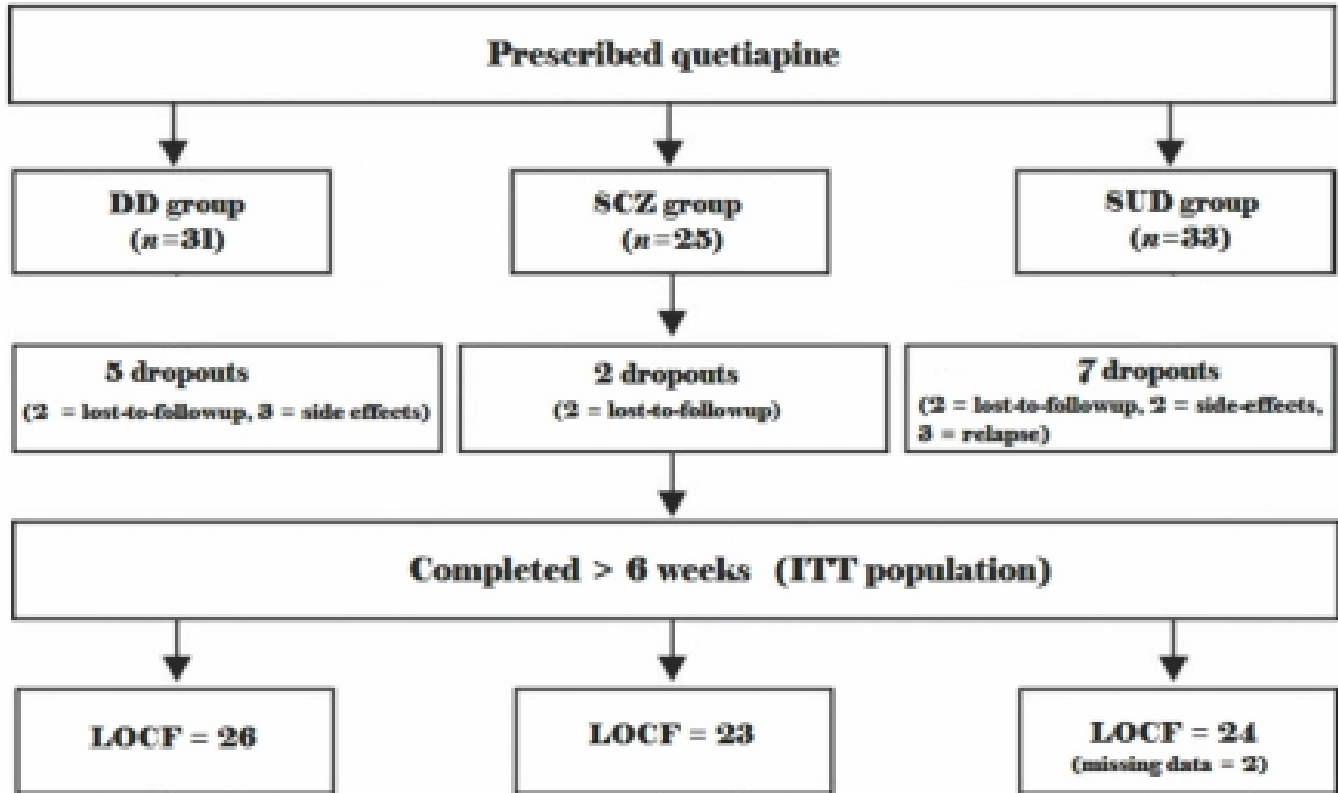 Prescribed quetiapine
DD group
(n=31)
SCZ group
(n=25)
SUD group
(n=33)
5 dropouts
(2 = lost-to-followup, 3 = side effects)
2 dropouts
(2 = lost-to-followup)
7 dropouts
(2 = lost-to-followup, 2 = side-effects,
3 = relapse)
Completed > 6 weeks (ITT population)
LOCF = 26
LOCF = 23
LOCF = 24
(missing data = 2)